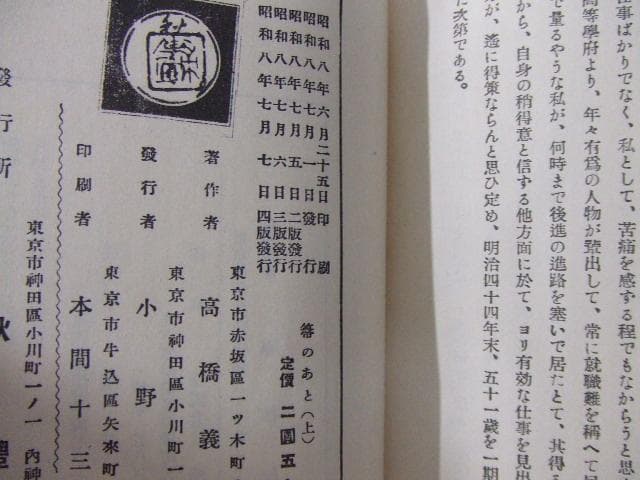 仕事ばかりでなく、私として、苦痛を感ずる程でもなからうと思
高等學府より、年々有爲の人物が登出して、常に就職難を稱へて居
で量るやうな私が、何時まで後進の進路を塞いで居たとて、其得る
から、自身の稍得意と信ずる他方面に於て、ヨリ有効な仕事を見出
が、遙に得策ならんと思ひ定め、明治四十四年末、五十一歲を一期
た次第である。
昭和八年六月二十五日印刷
昭和八年七月一日發行
昭和八年七月五日二版發行
昭和八年七月六日三版發行
昭和八年七月七日四版發行
箒のあと(上)
定價二圓五
東京市赤坂區一ッ木町
著作者 高橋義
東京市神田區小川町一
發行者 小野
東京市牛込區矢來町
印刷者 本間十三
東京市神田區小川町一ノ一 內神
發行所 秋豐